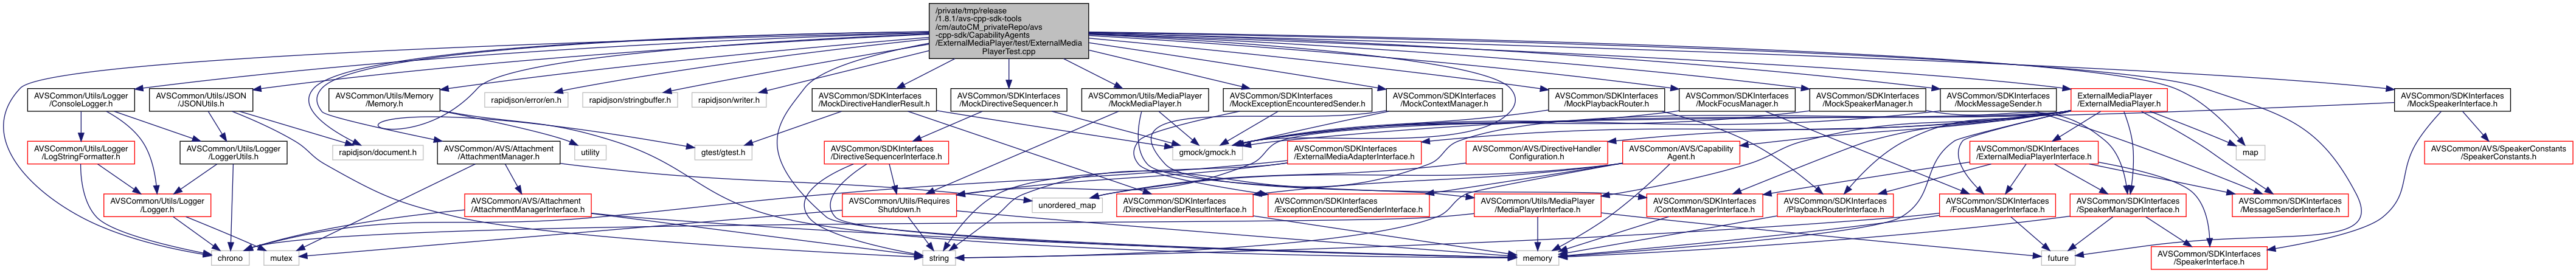 /private/tmp/release
/1.8.1/avs-cpp-sdk-tools
/cm/autoCM_privateRepo/avs
-cpp-sdk/CapabilityAgents
/ExternalMediaPlayer/test/ExternalMedia
PlayerTest.cpp
AVSCommon/Utils/Logger
/ConsoleLogger.h
AVSCommon/Utils/JSON
/JSONUtils.h
AVSCommon/Utils/Memory
/Memory.h
rapidjson/error/en.h
rapidjson/stringbuffer.h
rapidjson/writer.h
AVSCommon/SDKInterfaces
/MockDirectiveHandlerResult.h
AVSCommon/SDKInterfaces
/MockDirectiveSequencer.h
AVSCommon/Utils/MediaPlayer
/MockMediaPlayer.h
AVSCommon/SDKInterfaces
/MockExceptionEncounteredSender.h
AVSCommon/SDKInterfaces
/MockContextManager.h
AVSCommon/SDKInterfaces
/MockPlaybackRouter.h
AVSCommon/SDKInterfaces
/MockFocusManager.h
AVSCommon/SDKInterfaces
/MockSpeakerManager.h
AVSCommon/SDKInterfaces
/MockMessageSender.h
ExternalMediaPlayer
/ExternalMediaPlayer.h
AVSCommon/SDKInterfaces
/MockSpeakerInterface.h
AVSCommon/Utils/Logger
/LogStringFormatter.h
AVSCommon/Utils/Logger
/LoggerUtils.h
rapidjson/document.h
AVSCommon/AVS/Attachment
/AttachmentManager.h
utility
gtest/gtest.h
AVSCommon/SDKInterfaces
/DirectiveSequencerInterface.h
gmock/gmock.h
AVSCommon/SDKInterfaces
/ExternalMediaAdapterInterface.h
AVSCommon/AVS/DirectiveHandler
Configuration.h
AVSCommon/AVS/Capability
Agent.h
AVSCommon/SDKInterfaces
/ExternalMediaPlayerInterface.h
map
AVSCommon/AVS/SpeakerConstants
/SpeakerConstants.h
AVSCommon/Utils/Logger
/Logger.h
AVSCommon/AVS/Attachment
/AttachmentManagerInterface.h
AVSCommon/Utils/Requires
Shutdown.h
unordered_map
AVSCommon/SDKInterfaces
/DirectiveHandlerResultInterface.h
AVSCommon/SDKInterfaces
/ExceptionEncounteredSenderInterface.h
AVSCommon/Utils/MediaPlayer
/MediaPlayerInterface.h
AVSCommon/SDKInterfaces
/ContextManagerInterface.h
AVSCommon/SDKInterfaces
/PlaybackRouterInterface.h
AVSCommon/SDKInterfaces
/FocusManagerInterface.h
AVSCommon/SDKInterfaces
/SpeakerManagerInterface.h
AVSCommon/SDKInterfaces
/MessageSenderInterface.h
chrono
mutex
string
memory
future
AVSCommon/SDKInterfaces
/SpeakerInterface.h